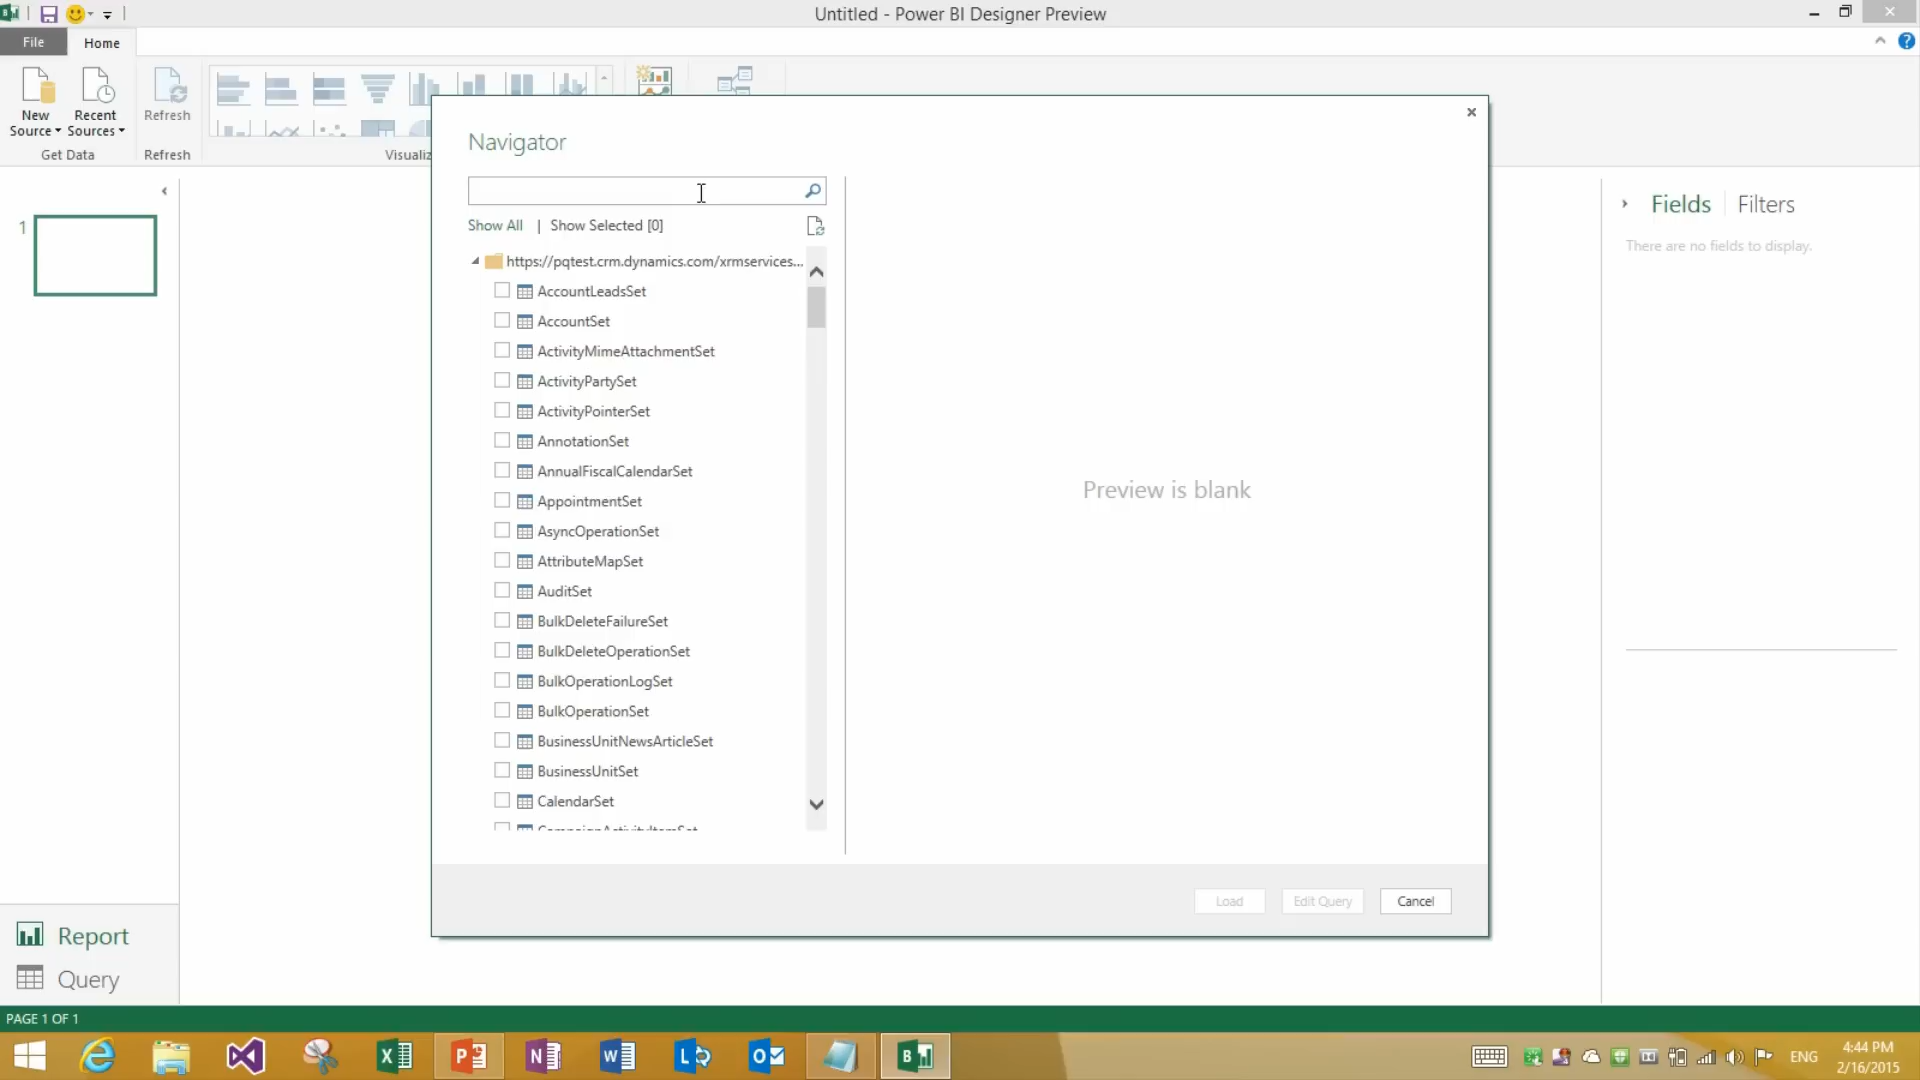 Untitled - Power BI Designer Preview
File
Home
New
Source
Recent
Sources
Refresh
Get Data
Refresh
Visualiz
Navigator
Show All | Show Selected [0]
https://pqtest.crm.dynamics.com/xrmservices...
AccountLeadsSet
AccountSet
ActivityMimeAttachmentSet
ActivityPartySet
ActivityPointerSet
AnnotationSet
AnnualFiscalCalendarSet
AppointmentSet
AsyncOperationSet
AttributeMapSet
AuditSet
BulkDeleteFailureSet
BulkDeleteOperationSet
BulkOperationLogSet
BulkOperationSet
BusinessUnitNewsArticleSet
BusinessUnitSet
CalendarSet
CampaignActivityItemSet
Preview is blank
Load
Edit Query
Cancel
Fields
Filters
There are no fields to display.
1
Report
Query
PAGE 1 OF 1
ENG
4:44 PM
2/16/2015